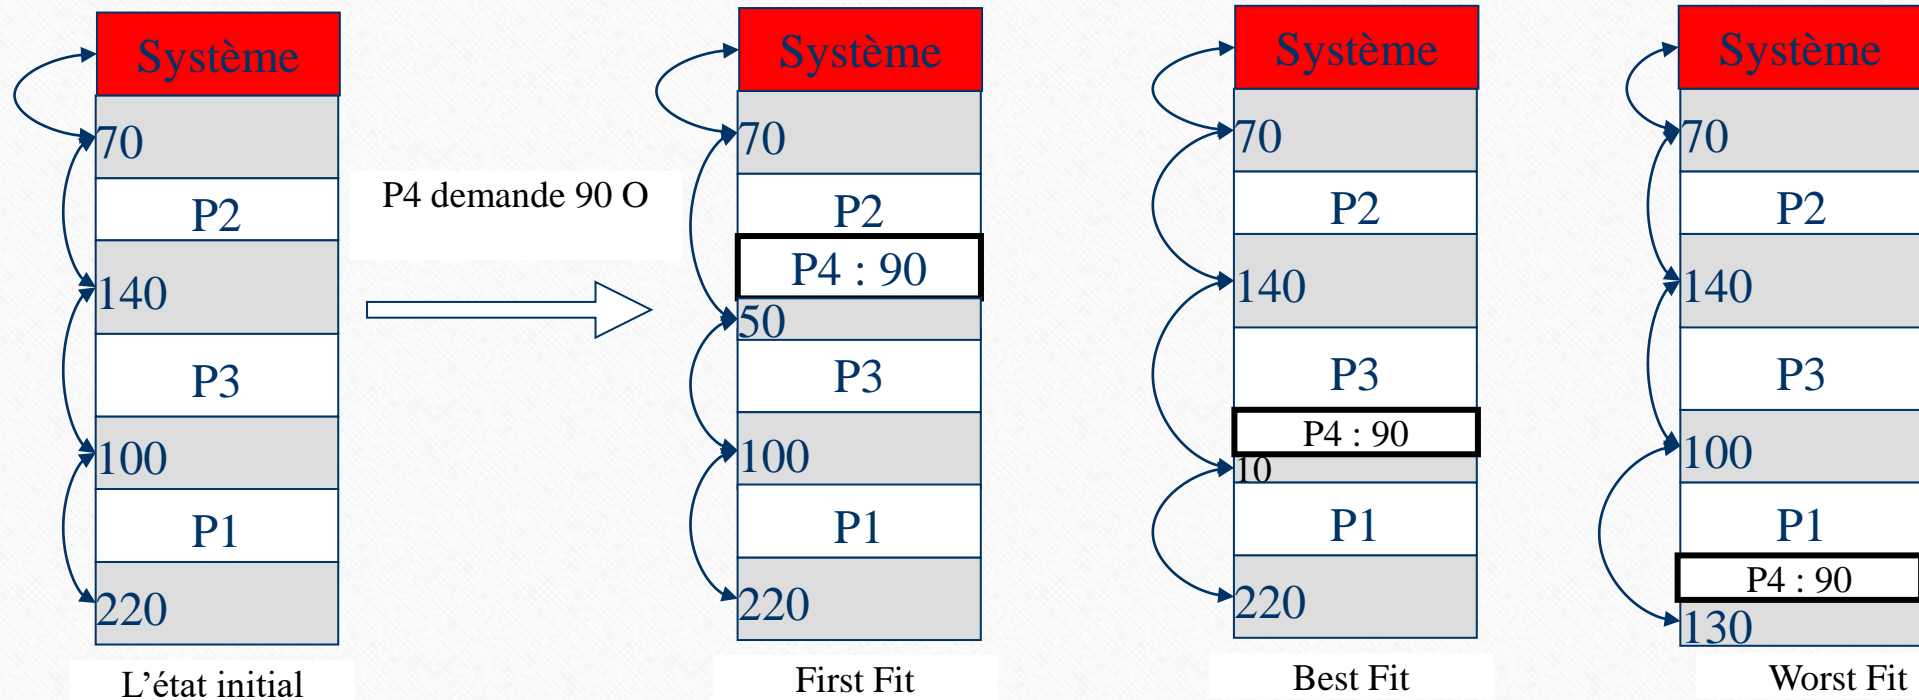 Système
70
P2
140
P3
100
P1
220
L’état initial
P4 demande 90 O
Système
70
P2
P4 : 90
50
P3
100
P1
220
First Fit
Système
70
P2
140
P3
P4 : 90
10
P1
220
Best Fit
Système
70
P2
140
P3
100
P1
P4 : 90
130
Worst Fit